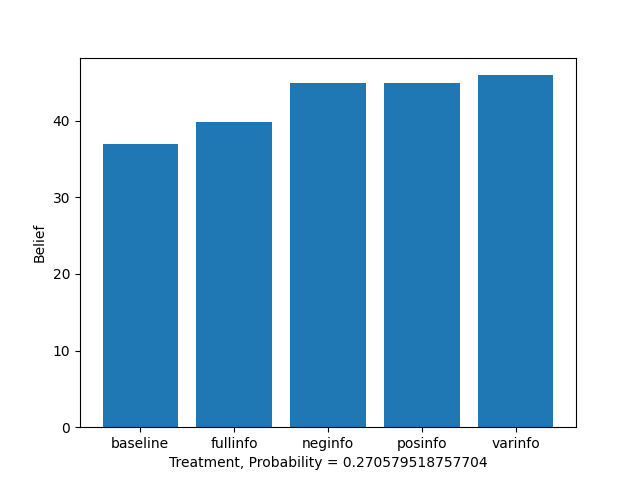 40
30
20
10
0
Belief
baseline fullinfo neginfo posinfo varinfo
Treatment, Probability = 0.270579518757704